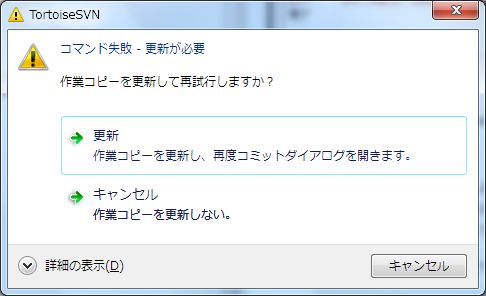 TortoiseSVN
コマンド失敗 - 更新が必要
作業コピーを更新して再試行しますか？
更新
作業コピーを更新し、再度コミットダイアログを開きます。
キャンセル
作業コピーを更新しない。
詳細の表示(D)
キャンセル